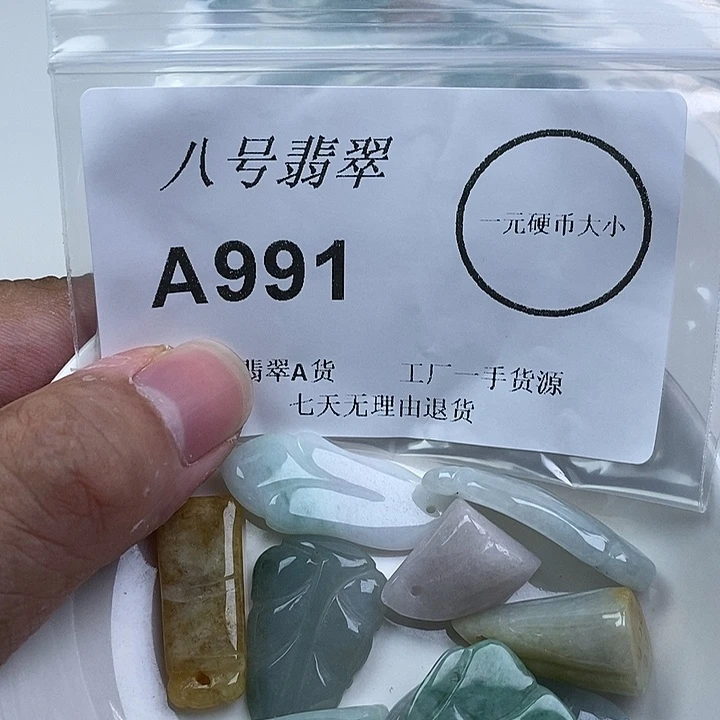 八号翡翠
一元硬币大小
A991
翡翠A货 工厂一手货源
七天无理由退货